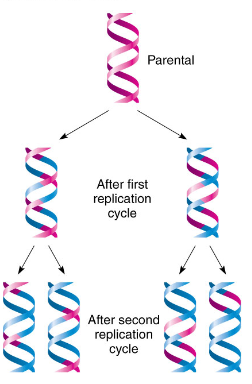 Parental
After first
replication
cycle
After second
replication
cycle